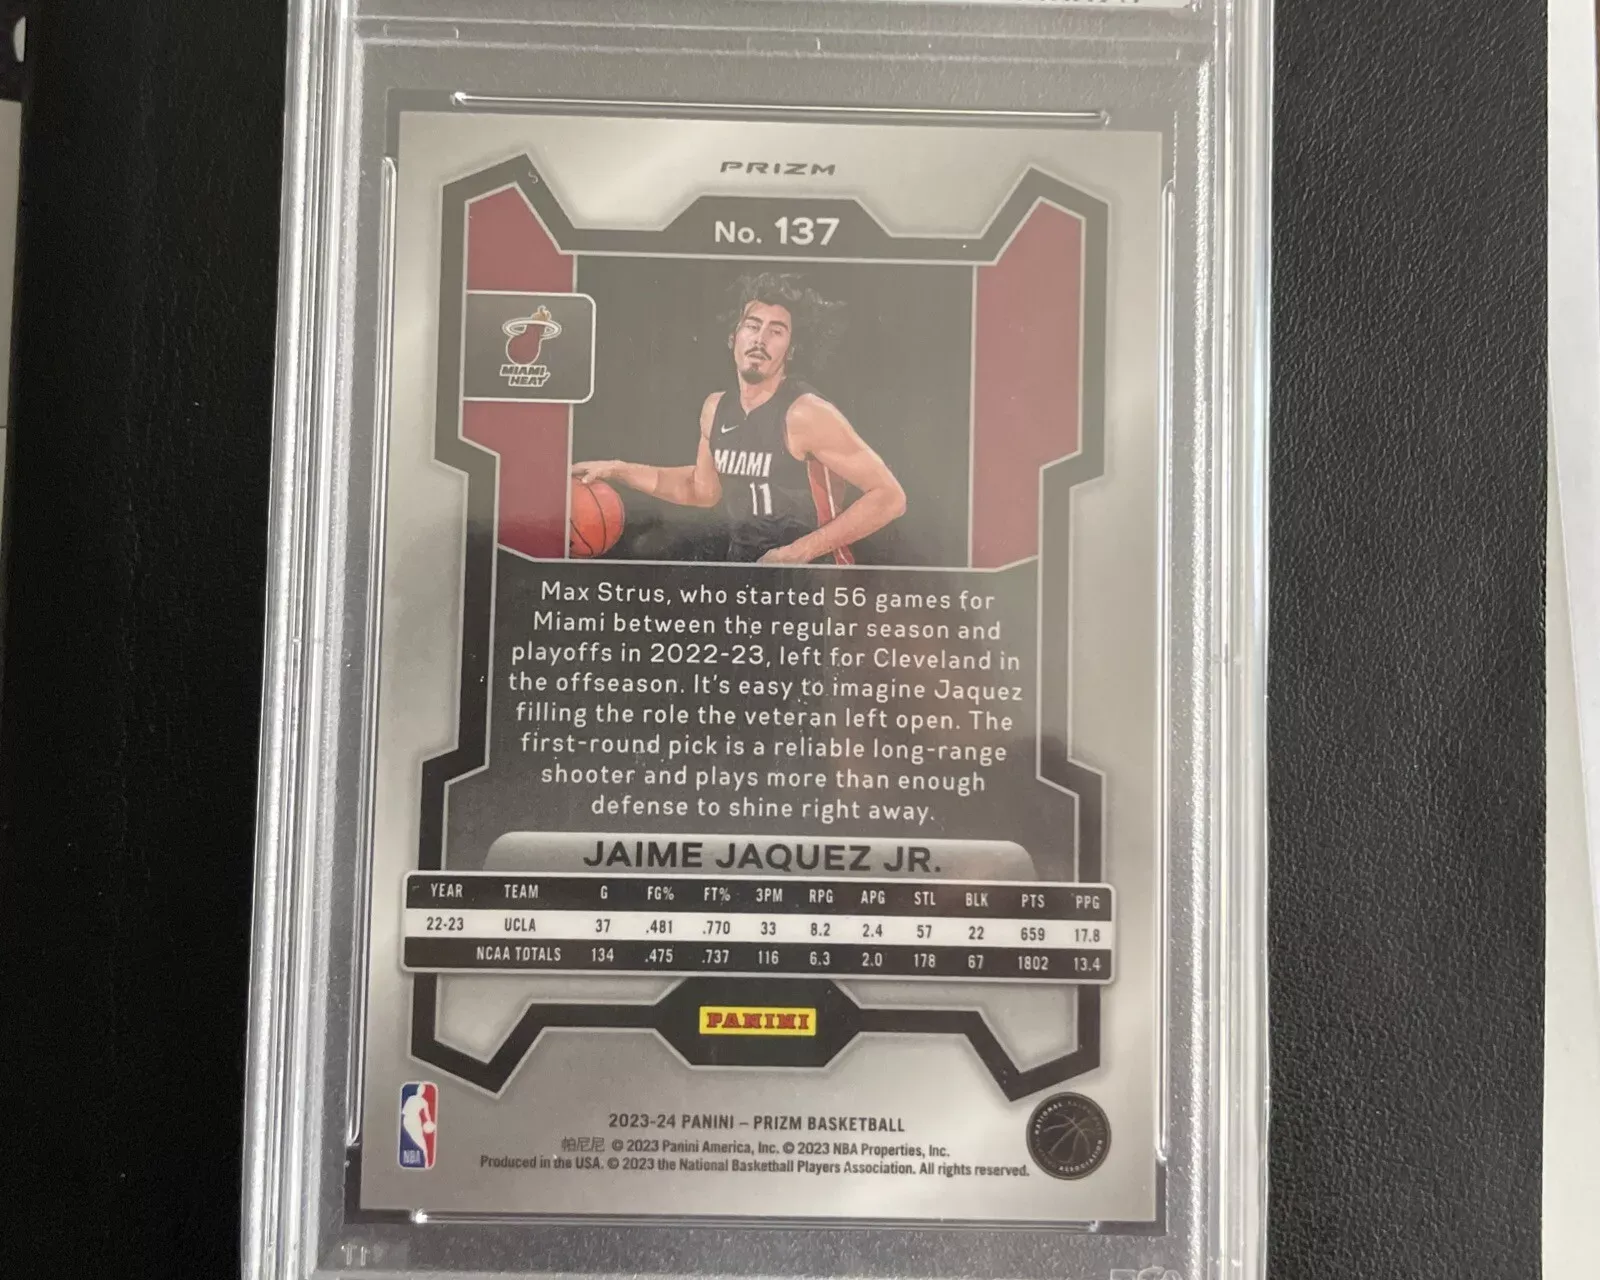 PRIZM
No. 137
MIAMI
HEAT
MIAMI
11
Max Strus, who started 56 games for
Miami between the regular season and
playoffs in 2022-23, left for Cleveland in
the offseason. It's easy to imagine Jaquez
filling the role the veteran left open. The
first-round pick is a reliable long-range
shooter and plays more than enough
defense to shine right away.
JAIME JAQUEZ JR.
YEAR TEAM G FG% FT% 3PM RPG APG STL BLK PTS PPG
22-23 UCLA 37 .481 .770 33 8.2 2.4 57 22 659 17.8
NCAA TOTALS 134 .475 .737 116 6.3 2.0 178 67 1802 13.4
PANINI
NBA
2023-24 PANINI – PRIZM BASKETBALL
帕尼尼 © 2023 Panini America, Inc. © 2023 NBA Properties, Inc.
Produced in the USA. © 2023 the National Basketball Players Association. All rights reserved.